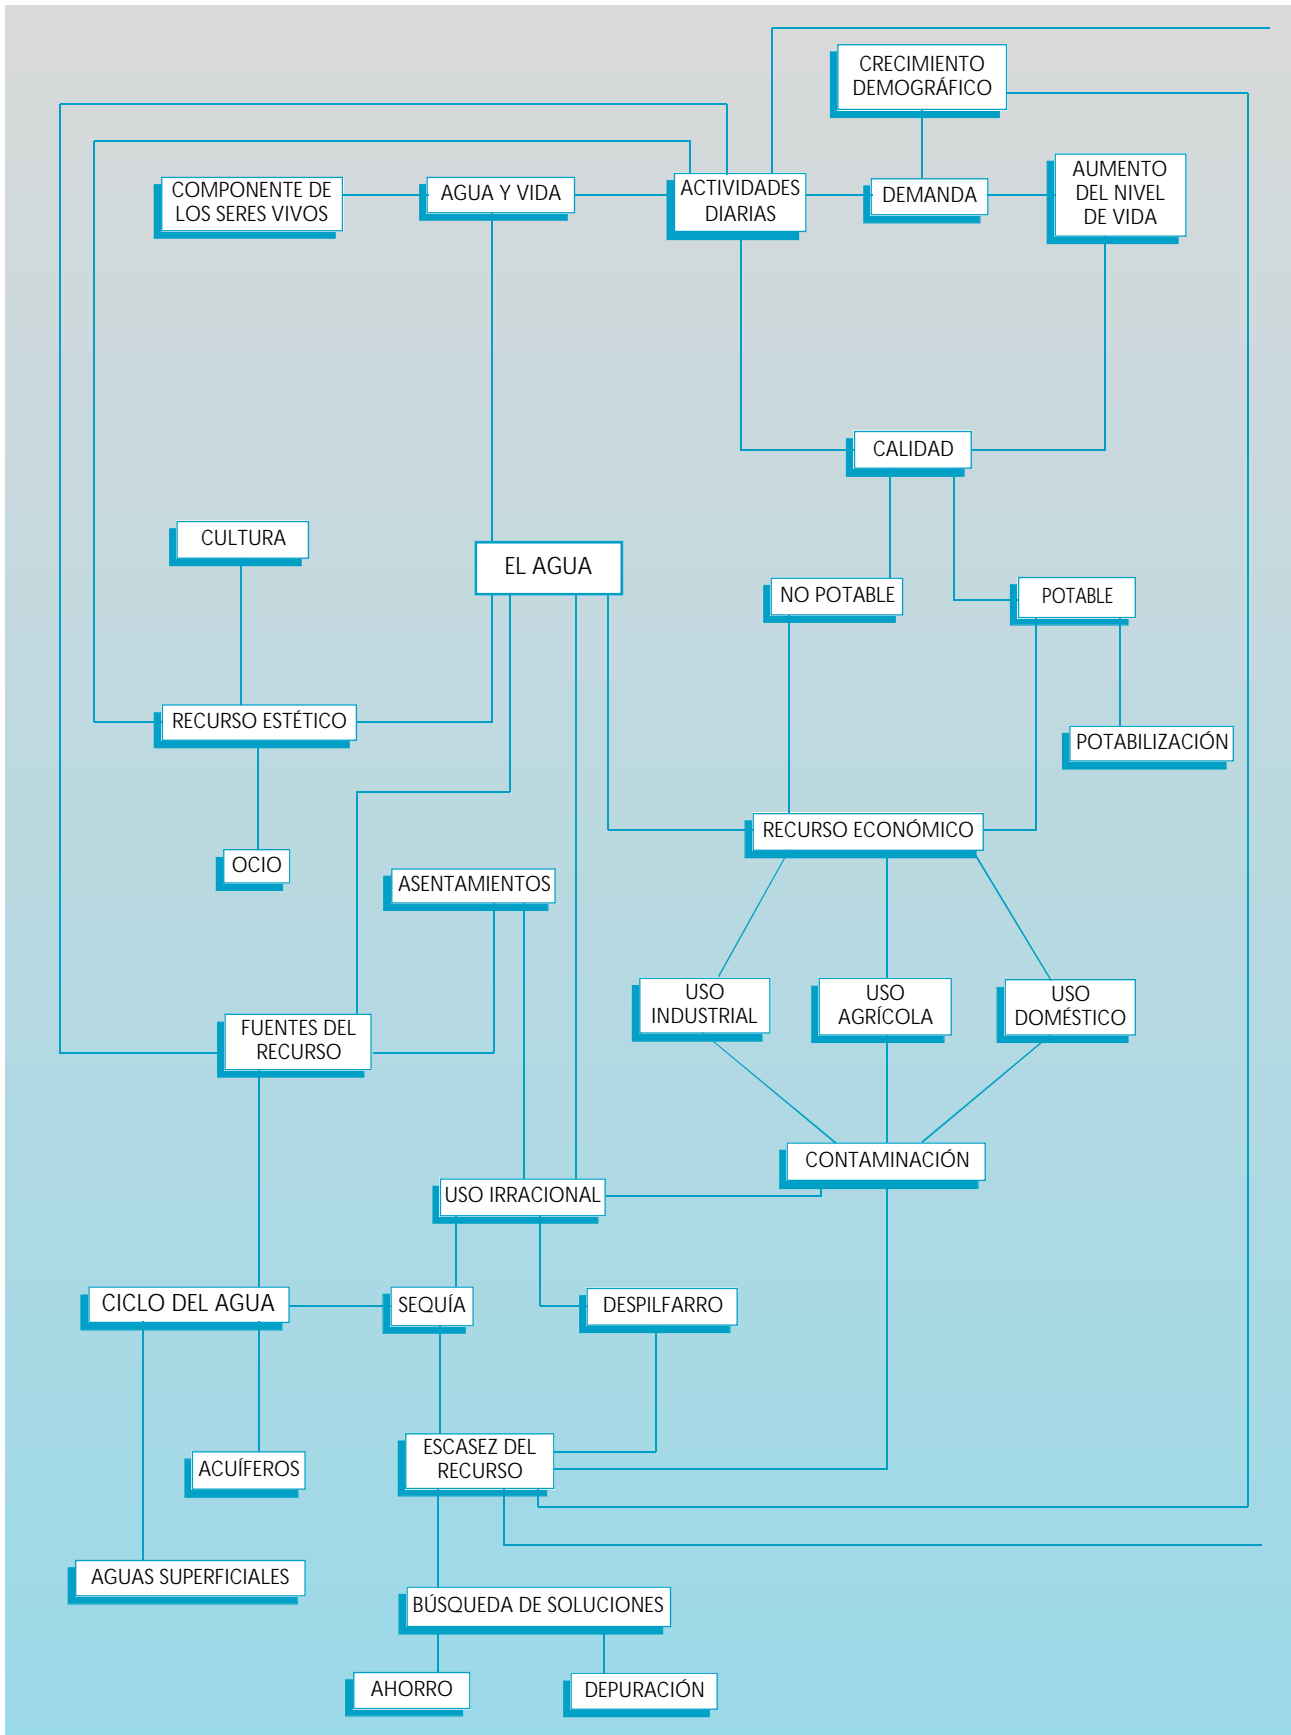 CRECIMIENTO
DEMOGRÁFICO
COMPONENTE DE
LOS SERES VIVOS
AGUA Y VIDA
ACTIVIDADES
DIARIAS
DEMANDA
AUMENTO
DEL NIVEL
DE VIDA
CALIDAD
CULTURA
EL AGUA
NO POTABLE
POTABLE
RECURSO ESTÉTICO
POTABILIZACIÓN
RECURSO ECONÓMICO
OCIO
ASENTAMIENTOS
USO
INDUSTRIAL
USO
AGRÍCOLA
USO
DOMÉSTICO
FUENTES DEL
RECURSO
CONTAMINACIÓN
USO IRRACIONAL
CICLO DEL AGUA
SEQUÍA
DESPILFARRO
ESCASEZ DEL
RECURSO
ACUÍFEROS
AGUAS SUPERFICIALES
BÚSQUEDA DE SOLUCIONES
AHORRO
DEPURACIÓN